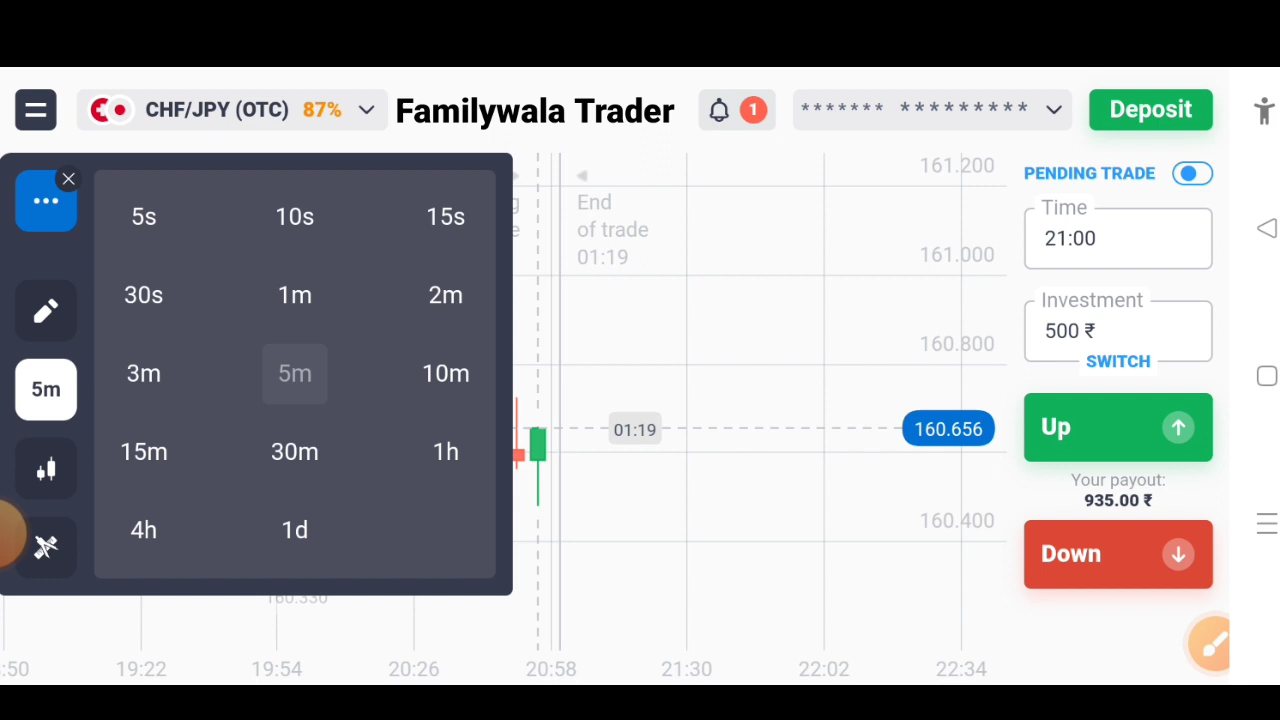 CHF/JPY (OTC) 87%
Familywala Trader
1
******* *********
Deposit
5s 10s 15s
30s 1m 2m
3m 5m 10m
15m 30m 1h
4h 1d
5m
g
e
End
of trade
01:19
161.200
161.000
160.800
160.656
160.400
01:19
160.330
PENDING TRADE
Time
21:00
Investment
500 ₹
SWITCH
Up
Your payout:
935.00 ₹
Down
:50 19:22 19:54 20:26 20:58 21:30 22:02 22:34